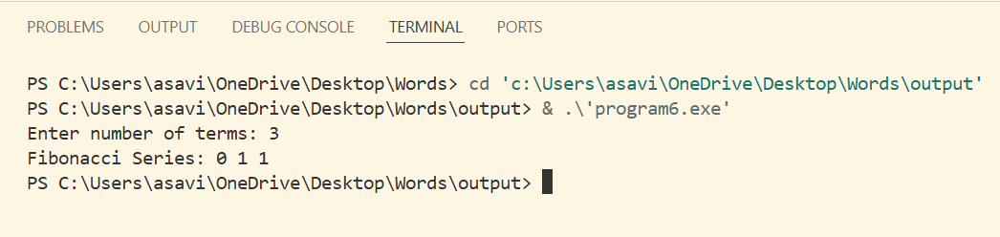 PROBLEMS OUTPUT DEBUG CONSOLE TERMINAL PORTS
PS C:\Users\asavi\OneDrive\Desktop\Words> cd 'c:\Users\asavi\OneDrive\Desktop\Words\output'
PS C:\Users\asavi\OneDrive\Desktop\Words\output> & .\'program6.exe'
Enter number of terms: 3
Fibonacci Series: 0 1 1
PS C:\Users\asavi\OneDrive\Desktop\Words\output>